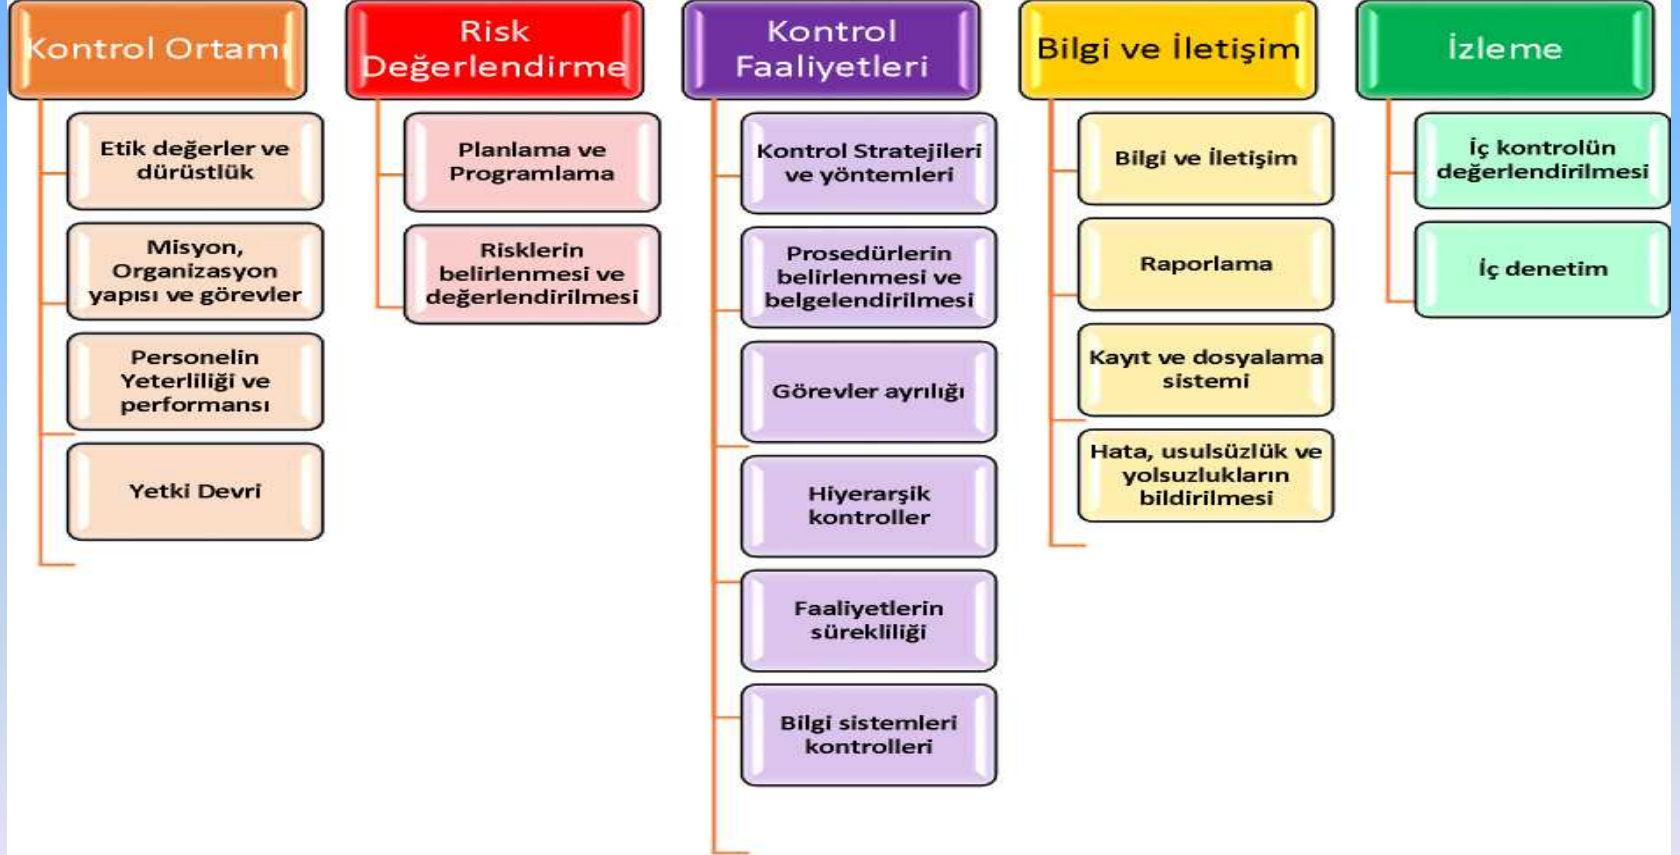 Kontrol Ortamı
Etik değerler ve
dürüstlük
Misyon,
Organizasyon
yapısı ve görevler
Personelin
Yeterliliği ve
performansı
Yetki Devri
Risk
Değerlendirme
Planlama ve
Programlama
Risklerin
belirlenmesi ve
değerlendirilmesi
Kontrol
Faaliyetleri
Kontrol Stratejileri
ve yöntemleri
Prosedürlerin
belirlenmesi ve
belgelendirilmesi
Görevler ayrılığı
Hiyerarşik
kontroller
Faaliyetlerin
sürekliliği
Bilgi sistemleri
kontrolleri
Bilgi ve İletişim
Bilgi ve İletişim
Raporlama
Kayıt ve dosyalama
sistemi
Hata, usulsüzlük ve
yolsuzlukların
bildirilmesi
İzleme
İç kontrolün
değerlendirilmesi
İç denetim